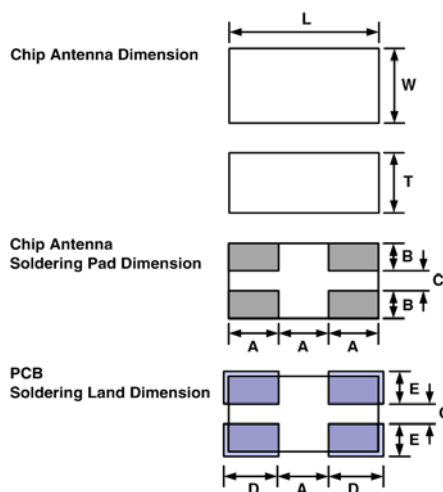 L
Chip Antenna Dimension
W
T
Chip Antenna
Soldering Pad Dimension
B
C
B
A A A
PCB
Soldering Land Dimension
E
E
D A D